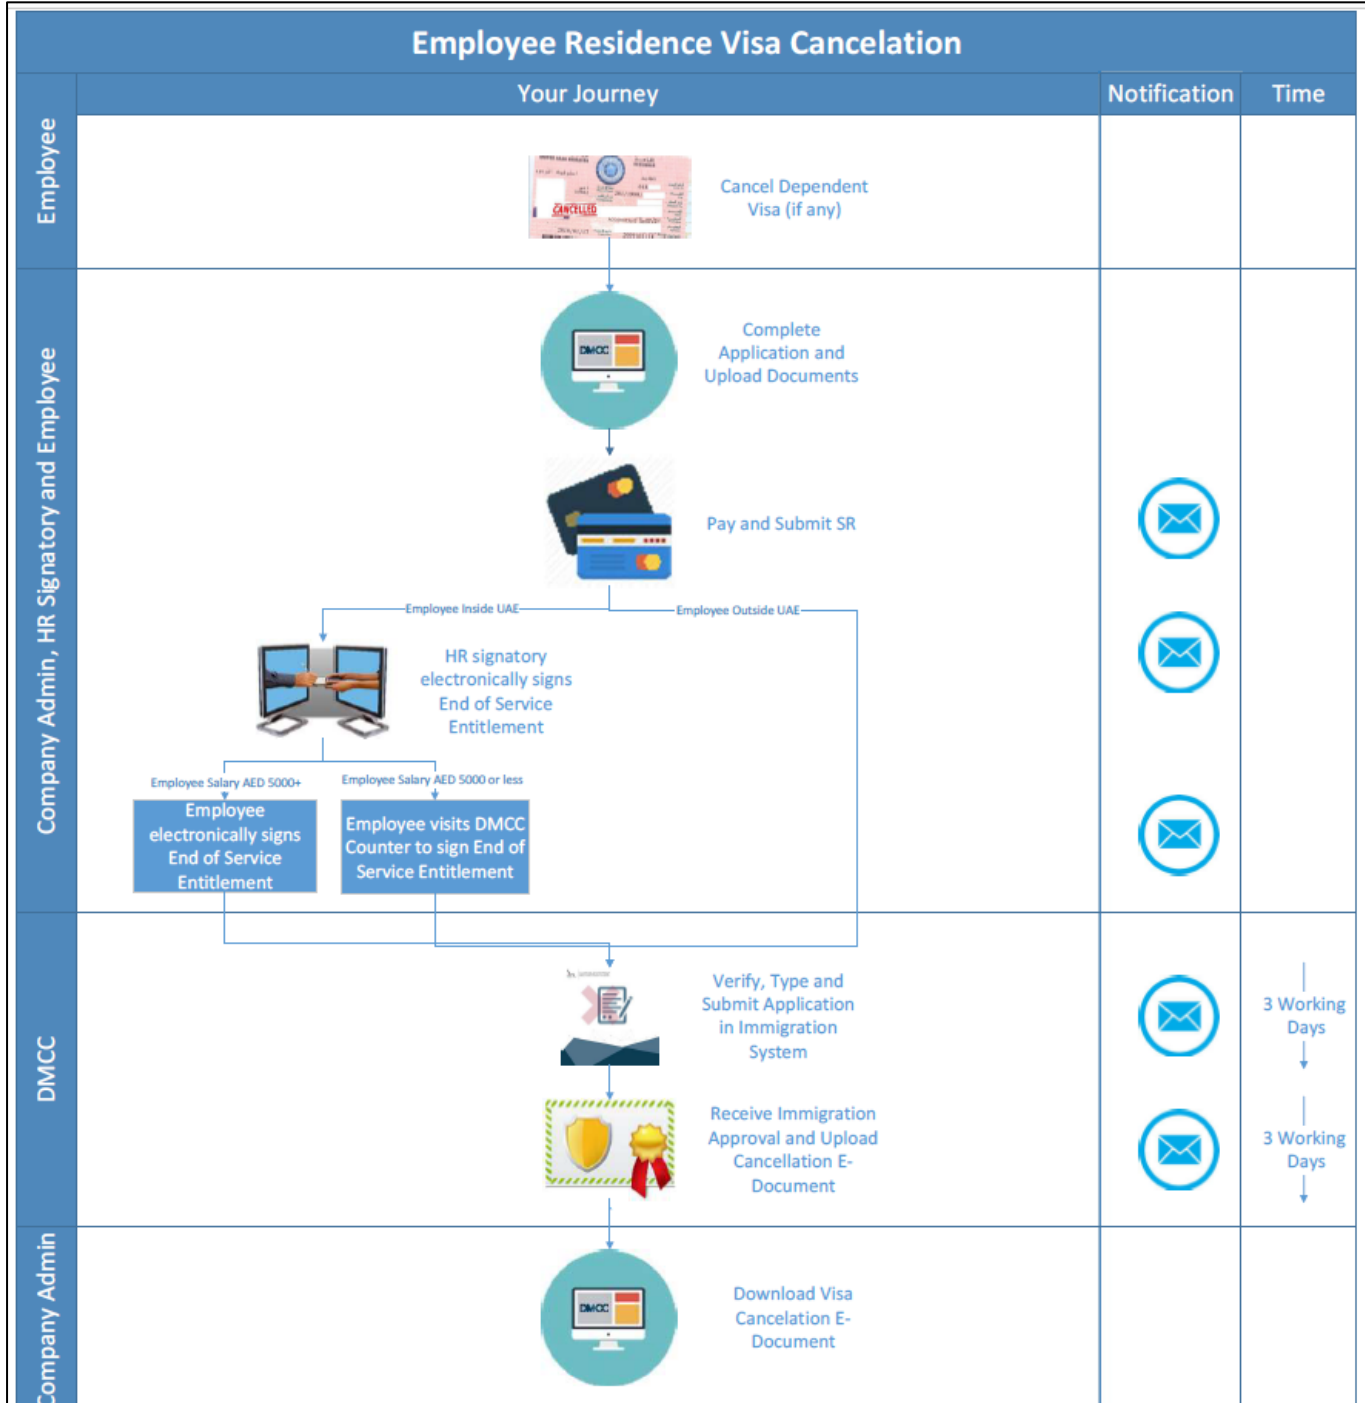 Employee Residence Visa Cancelation
Your Journey
Notification
Time
Employee
CANCELLED
Cancel Dependent
Visa (if any)
Company Admin, HR Signatory and Employee
DMCC
Complete
Application and
Upload Documents
Pay and Submit SR
Employee Inside UAE
Employee Outside UAE
HR signatory
electronically signs
End of Service
Entitlement
Employee Salary AED 5000+
Employee Salary AED 5000 or less
Employee
electronically signs
End of Service
Entitlement
Employee visits DMCC
Counter to sign End of
Service Entitlement
DMCC
Verify, Type and
Submit Application
in Immigration
System
3 Working
Days
Receive Immigration
Approval and Upload
Cancellation E-
Document
3 Working
Days
Company Admin
DMCC
Download Visa
Cancelation E-
Document